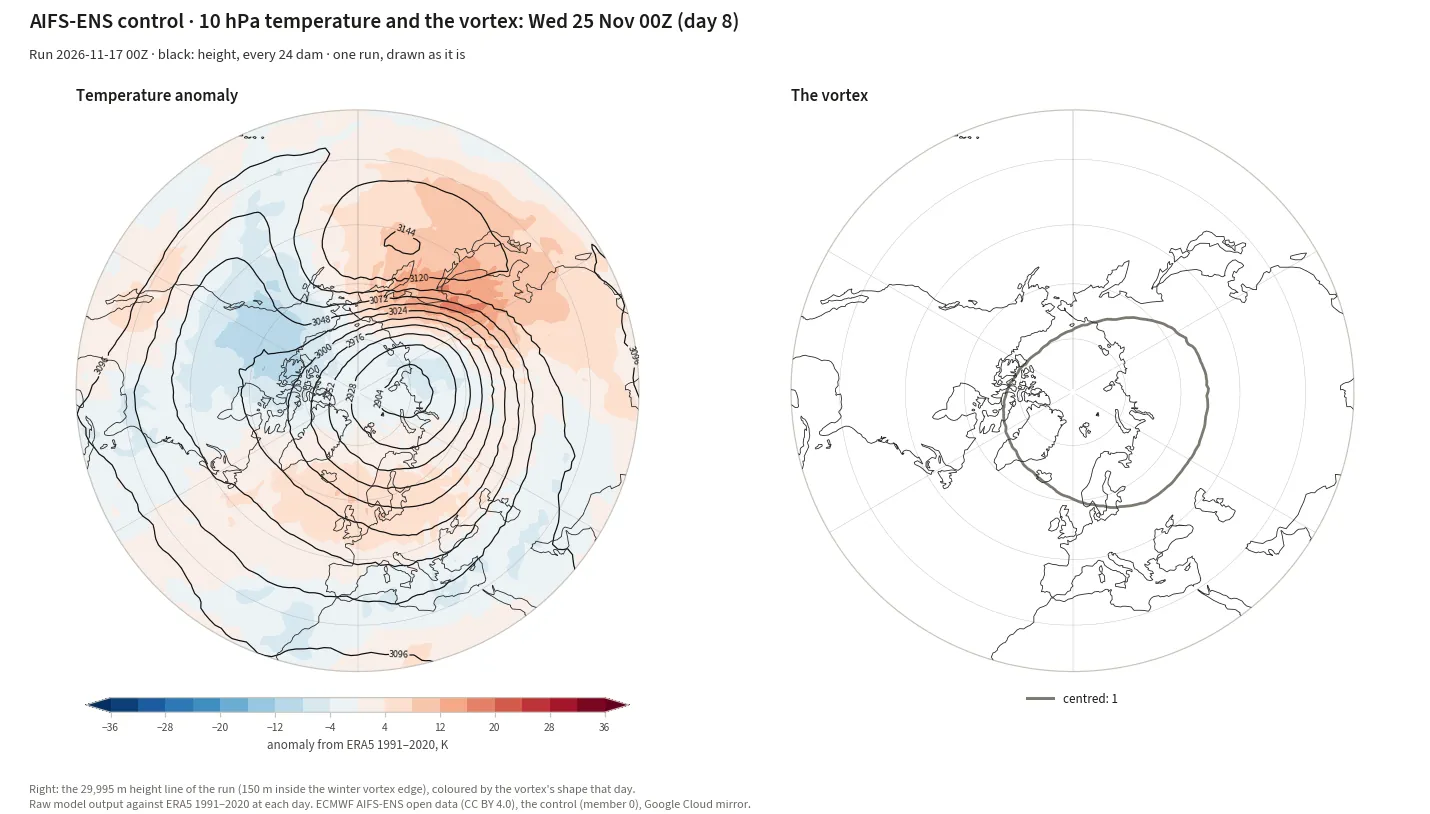 AIFS-ENS control · 10 hPa temperature and the vortex: Wed 25 Nov 00Z (day 8)
Run 2026-11-17 00Z · black: height, every 24 dam · one run, drawn as it is
Temperature anomaly
The vortex
3144
3120
3072
3024
3048
2976
3000
2928
2904
3096
3096
3096
−36 −28 −20 −12 −4 4 12 20 28 36
anomaly from ERA5 1991–2020, K
centred: 1
Right: the 29,995 m height line of the run (150 m inside the winter vortex edge), coloured by the vortex's shape that day.
Raw model output against ERA5 1991–2020 at each day. ECMWF AIFS-ENS open data (CC BY 4.0), the control (member 0), Google Cloud mirror.